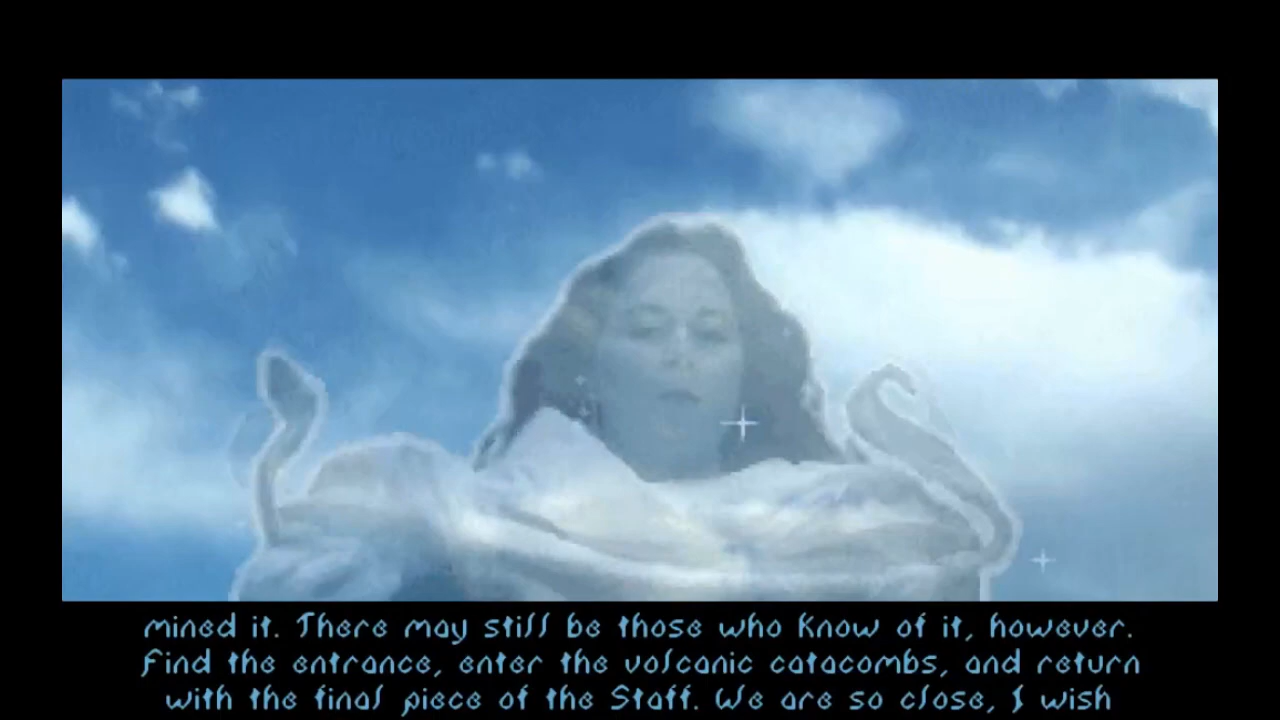 mined it. There may still be those who know of it, however.
Find the entrance, enter the volcanic catacombs, and return
with the final piece of the Staff. We are so close, I wish